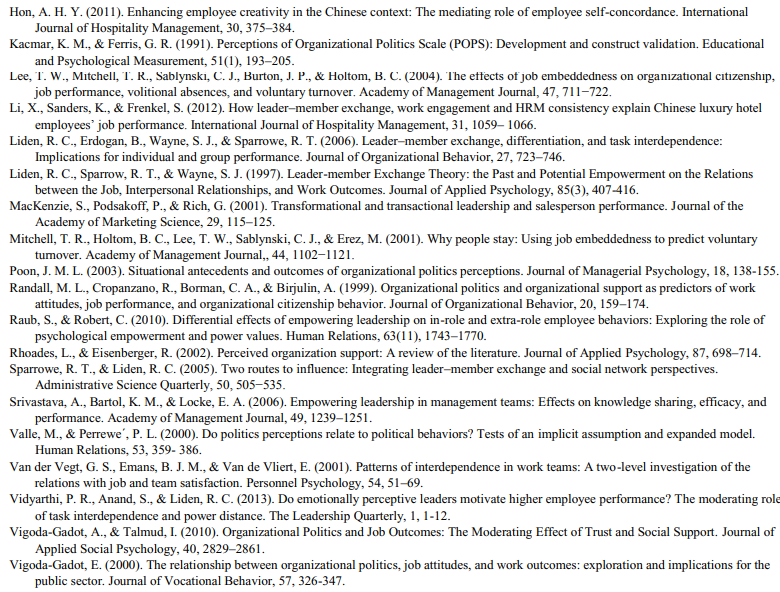 Hon, A. H. Y. (2011). Enhancing employee creativity in the Chinese context: The mediating role of employee self-concordance. International
Journal of Hospitality Management, 30, 375–384.
Kacmar, K. M., & Ferris, G. R. (1991). Perceptions of Organizational Politics Scale (POPS): Development and construct validation. Educational
and Psychological Measurement, 51(1), 193–205.
Lee, T. W., Mitchell, T. R., Sablynski, C. J., Burton, J. P., & Holtom, B. C. (2004). The effects of job embeddedness on organizational citizenship,
job performance, volitional absences, and voluntary turnover. Academy of Management Journal, 47, 711−722.
Li, X., Sanders, K., & Frenkel, S. (2012). How leader–member exchange, work engagement and HRM consistency explain Chinese luxury hotel
employees’ job performance. International Journal of Hospitality Management, 31, 1059– 1066.
Liden, R. C., Erdogan, B., Wayne, S. J., & Sparrowe, R. T. (2006). Leader–member exchange, differentiation, and task interdependence:
Implications for individual and group performance. Journal of Organizational Behavior, 27, 723–746.
Liden, R. C., Sparrow, R. T., & Wayne, S. J. (1997). Leader-member Exchange Theory: the Past and Potential Empowerment on the Relations
between the Job, Interpersonal Relationships, and Work Outcomes. Journal of Applied Psychology, 85(3), 407-416.
MacKenzie, S., Podsakoff, P., & Rich, G. (2001). Transformational and transactional leadership and salesperson performance. Journal of the
Academy of Marketing Science, 29, 115–125.
Mitchell, T. R., Holtom, B. C., Lee, T. W., Sablynski, C. J., & Erez, M. (2001). Why people stay: Using job embeddedness to predict voluntary
turnover. Academy of Management Journal,, 44, 1102−1121.
Poon, J. M. L. (2003). Situational antecedents and outcomes of organizational politics perceptions. Journal of Managerial Psychology, 18, 138-155.
Randall, M. L., Cropanzano, R., Borman, C. A., & Birjulin, A. (1999). Organizational politics and organizational support as predictors of work
attitudes, job performance, and organizational citizenship behavior. Journal of Organizational Behavior, 20, 159–174.
Raub, S., & Robert, C. (2010). Differential effects of empowering leadership on in-role and extra-role employee behaviors: Exploring the role of
psychological empowerment and power values. Human Relations, 63(11), 1743–1770.
Rhoades, L., & Eisenberger, R. (2002). Perceived organization support: A review of the literature. Journal of Applied Psychology, 87, 698–714.
Sparrowe, R. T., & Liden, R. C. (2005). Two routes to influence: Integrating leader–member exchange and social network perspectives.
Administrative Science Quarterly, 50, 505−535.
Srivastava, A., Bartol, K. M., & Locke, E. A. (2006). Empowering leadership in management teams: Effects on knowledge sharing, efficacy, and
performance. Academy of Management Journal, 49, 1239–1251.
Valle, M., & Perrewe´, P. L. (2000). Do politics perceptions relate to political behaviors? Tests of an implicit assumption and expanded model.
Human Relations, 53, 359- 386.
Van der Vegt, G. S., Emans, B. J. M., & Van de Vliert, E. (2001). Patterns of interdependence in work teams: A two-level investigation of the
relations with job and team satisfaction. Personnel Psychology, 54, 51–69.
Vidyarthi, P. R., Anand, S., & Liden, R. C. (2013). Do emotionally perceptive leaders motivate higher employee performance? The moderating role
of task interdependence and power distance. The Leadership Quarterly, 1, 1-12.
Vigoda-Gadot, A., & Talmud, I. (2010). Organizational Politics and Job Outcomes: The Moderating Effect of Trust and Social Support. Journal of
Applied Social Psychology, 40, 2829–2861.
Vigoda-Gadot, E. (2000). The relationship between organizational politics, job attitudes, and work outcomes: exploration and implications for the
public sector. Journal of Vocational Behavior, 57, 326-347.